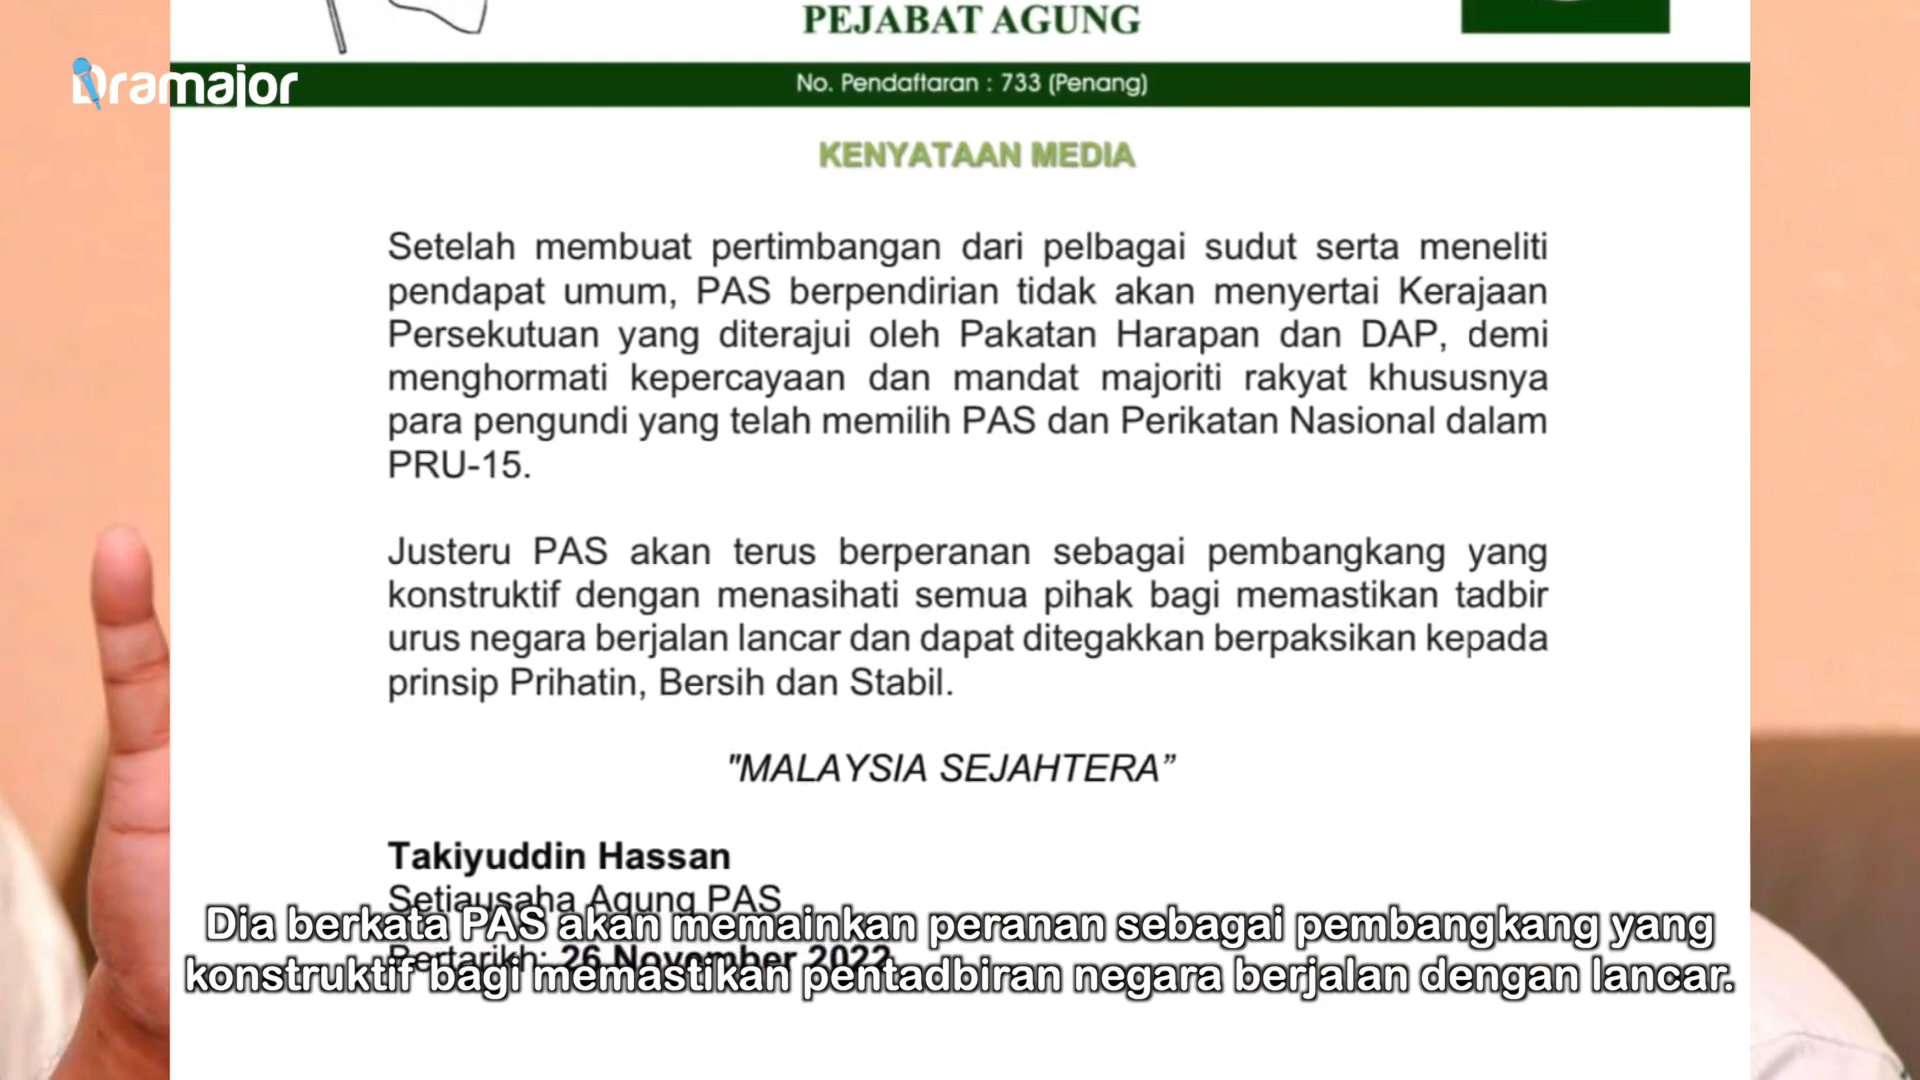 PEJABAT AGUNG
Dramajor
No. Pendaftaran : 733 (Penang)
KENYATAAN MEDIA
Setelah membuat pertimbangan dari pelbagai sudut serta meneliti
pendapat umum, PAS berpendirian tidak akan menyertai Kerajaan
Persekutuan yang diterajui oleh Pakatan Harapan dan DAP, demi
menghormati kepercayaan dan mandat majoriti rakyat khususnya
para pengundi yang telah memilih PAS dan Perikatan Nasional dalam
PRU-15.
Justeru PAS akan terus berperanan sebagai pembangkang yang
konstruktif dengan menasihati semua pihak bagi memastikan tadbir
urus negara berjalan lancar dan dapat ditegakkan berpaksikan kepada
prinsip Prihatin, Bersih dan Stabil.
"MALAYSIA SEJAHTERA”
Takiyuddin Hassan
Setiausaha Agung PAS
Bertarikh: 26 November 2022
Dia berkata PAS akan memainkan peranan sebagai pembangkang yang
konstruktif bagi memastikan pentadbiran negara berjalan dengan lancar.